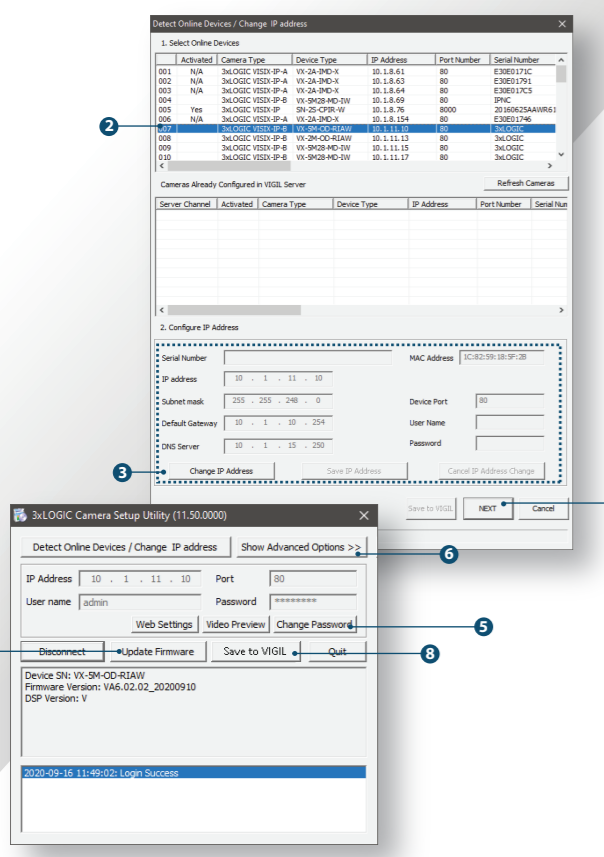 Detect Online Devices / Change IP address
1. Select Online Devices
Activated Camera Type Device Type IP Address Port Number Serial Number
001 N/A 3xLOGIC VISIX-IP-A VX-2A-IMD-X 10.1.8.61 80 E30E0171C
002 N/A 3xLOGIC VISIX-IP-A VX-2A-IMD-X 10.1.8.63 80 E30E01791
003 N/A 3xLOGIC VISIX-IP-A VX-2A-IMD-X 10.1.8.64 80 E30E017C5
004 3xLOGIC VISIX-IP-B VX-5M28-MD-IW 10.1.8.69 80 IPNC
005 Yes 3xLOGIC VISIX-IP SN-2S-CPIR-W 10.1.8.76 8000 20160625AAWR61
006 N/A 3xLOGIC VISIX-IP-A VX-2A-IMD-X 10.1.8.154 80 E30E01746
2
007 3xLOGIC VISIX-IP-B VX-5M-OD-RIAW 10.1.11.10 80 3xLOGIC
008 3xLOGIC VISIX-IP-B VX-2M-OD-RIAW 10.1.11.13 80 3xLOGIC
009 3xLOGIC VISIX-IP-B VX-5M28-MD-IW 10.1.11.15 80 3xLOGIC
010 3xLOGIC VISIX-IP-B VX-5M28-MD-IW 10.1.11.17 80 3xLOGIC
Cameras Already Configured in VIGIL Server Refresh Cameras
Server Channel Activated Camera Type Device Type IP Address Port Number Serial Num
2. Configure IP Address
Serial Number MAC Address 1C:82:59:18:5F:2B
IP address 10 . 1 . 11 . 10
Subnet mask 255 . 255 . 248 . 0 Device Port 80
Default Gateway 10 . 1 . 10 . 254 User Name
DNS Server 10 . 1 . 15 . 250 Password
3 Change IP Address Save IP Address Cancel IP Address Change
Save to VIGIL NEXT Cancel
3xLOGIC Camera Setup Utility (11.50.0000)
Detect Online Devices / Change IP address Show Advanced Options >>
6
IP Address 10 . 1 . 11 . 10 Port 80
User name admin Password ********
Web Settings Video Preview Change Password 5
Disconnect Update Firmware Save to VIGIL Quit 8
Device SN: VX-5M-OD-RIAW
Firmware Version: VA6.02.02_20200910
DSP Version: V
2020-09-16 11:49:02: Login Success